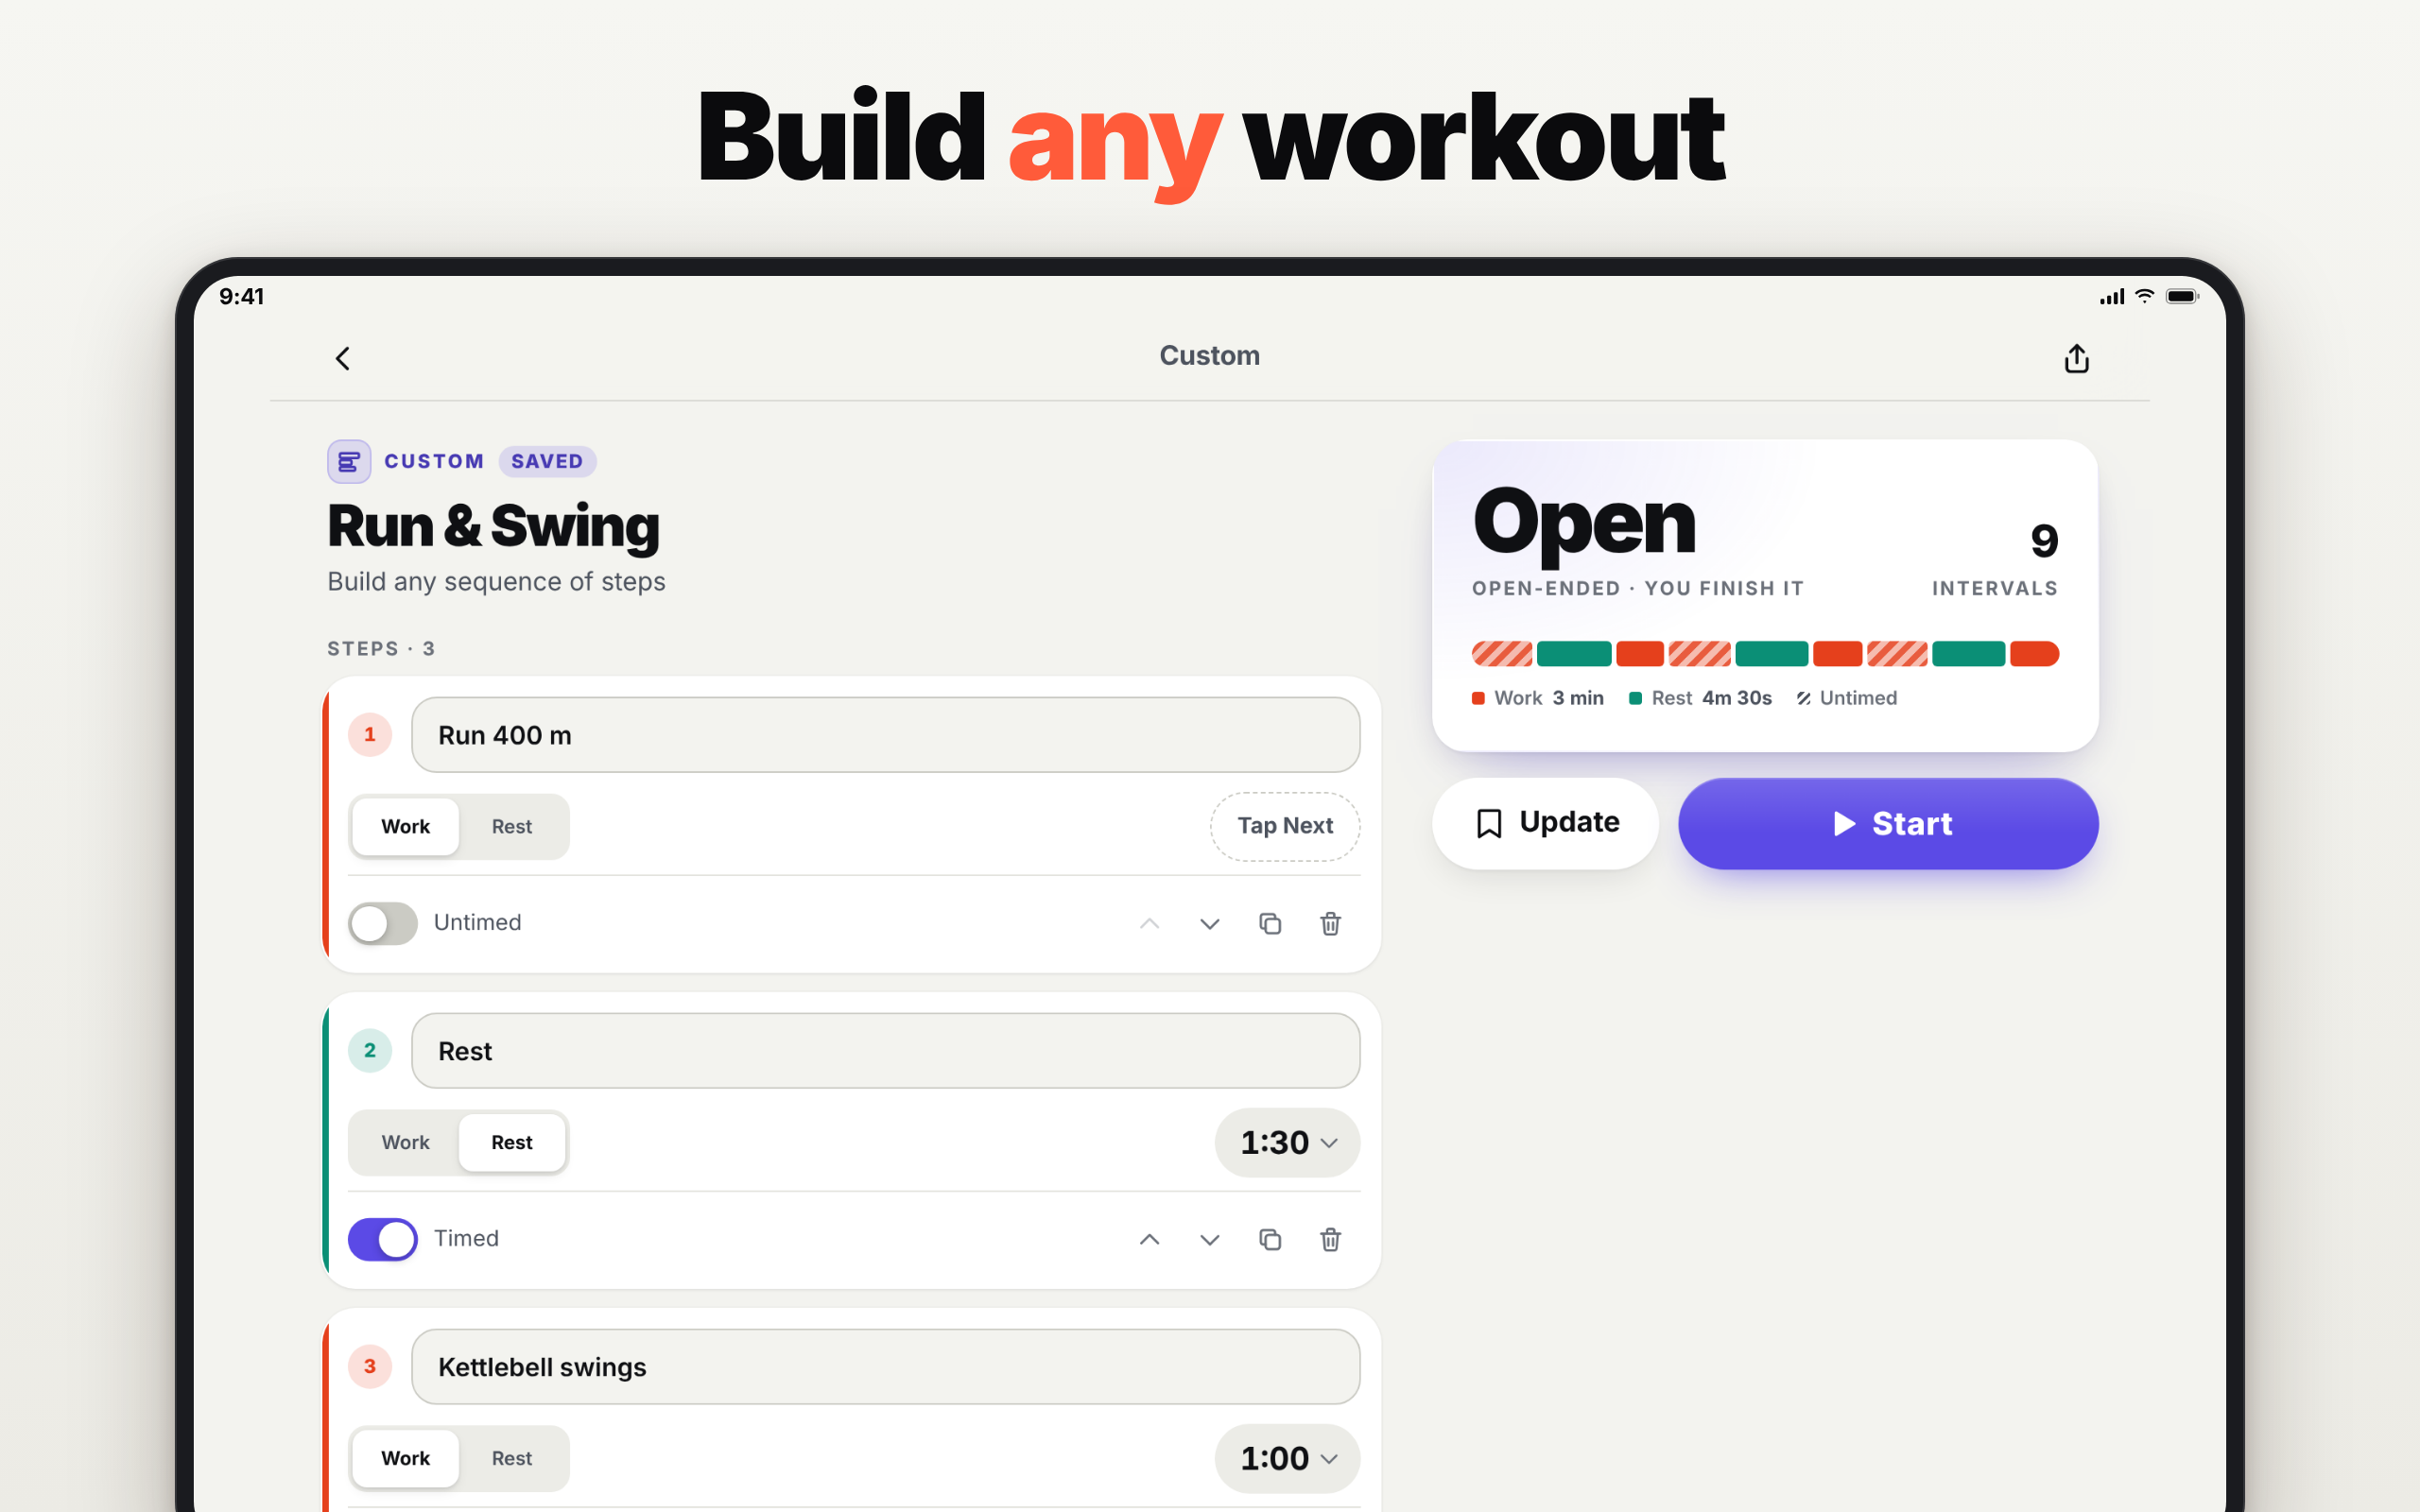 Build any workout
9:41
Custom
CUSTOM SAVED
Run & Swing
Build any sequence of steps
STEPS · 3
1 Run 400 m
Work Rest Tap Next
Untimed
2 Rest
Work Rest 1:30
Timed
3 Kettlebell swings
Work Rest 1:00
Open
9
OPEN-ENDED · YOU FINISH IT INTERVALS
Work 3 min Rest 4m 30s Untimed
Update Start